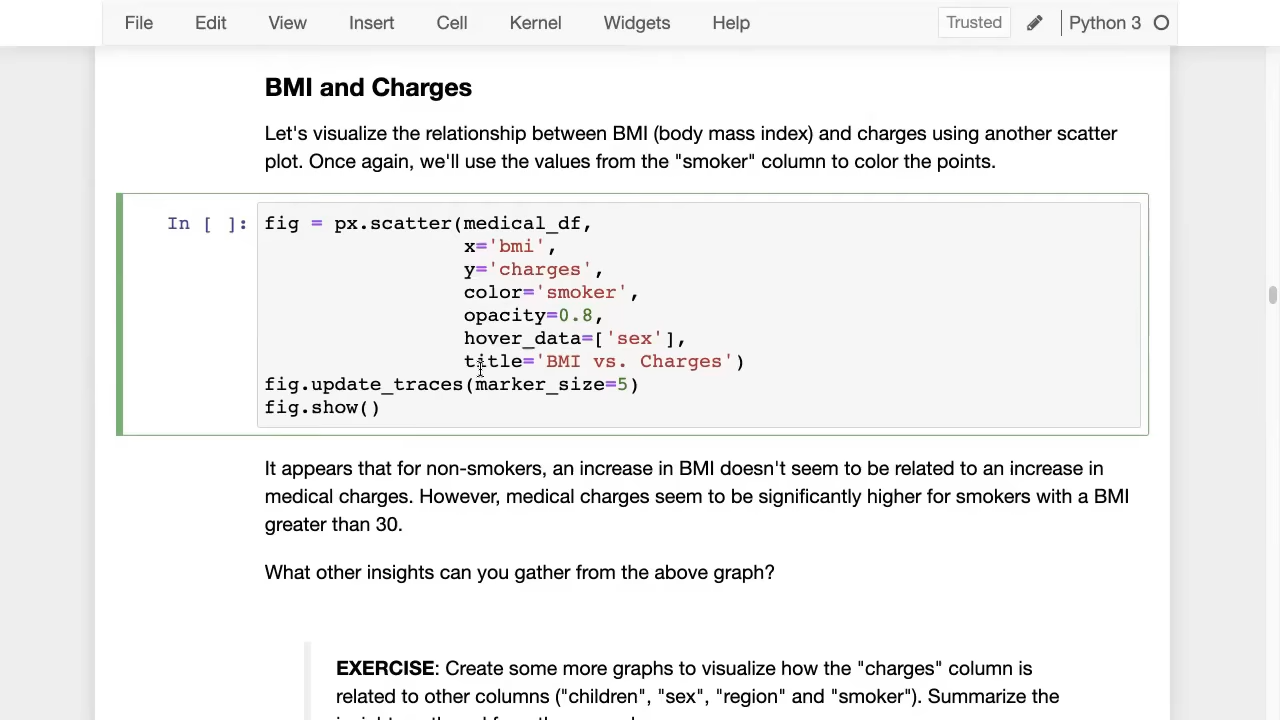 File Edit View Insert Cell Kernel Widgets Help Trusted Python 3
BMI and Charges
Let's visualize the relationship between BMI (body mass index) and charges using another scatter
plot. Once again, we'll use the values from the "smoker" column to color the points.
In [ ]: fig = px.scatter(medical_df,
x='bmi',
y='charges',
color='smoker',
opacity=0.8,
hover_data=['sex'],
title='BMI vs. Charges')
fig.update_traces(marker_size=5)
fig.show()
It appears that for non-smokers, an increase in BMI doesn't seem to be related to an increase in
medical charges. However, medical charges seem to be significantly higher for smokers with a BMI
greater than 30.
What other insights can you gather from the above graph?
EXERCISE: Create some more graphs to visualize how the "charges" column is
related to other columns ("children", "sex", "region" and "smoker"). Summarize the